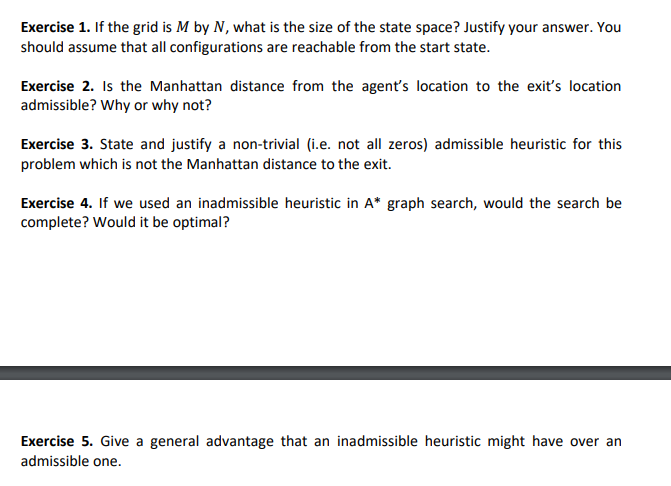 Exercise 1. If the grid is M by N, what is the size of the state space? Justify your answer. You
should assume that all configurations are reachable from the start state.
Exercise 2. Is the Manhattan distance from the agent's location to the exit's location
admissible? Why or why not?
Exercise 3. State and justify a non-trivial (i.e. not all zeros) admissible heuristic for this
problem which is not the Manhattan distance to the exit.
Exercise 4. If we used an inadmissible heuristic in A* graph search, would the search be
complete? Would it be optimal?
Exercise 5. Give a general advantage that an inadmissible heuristic might have over an
admissible one.